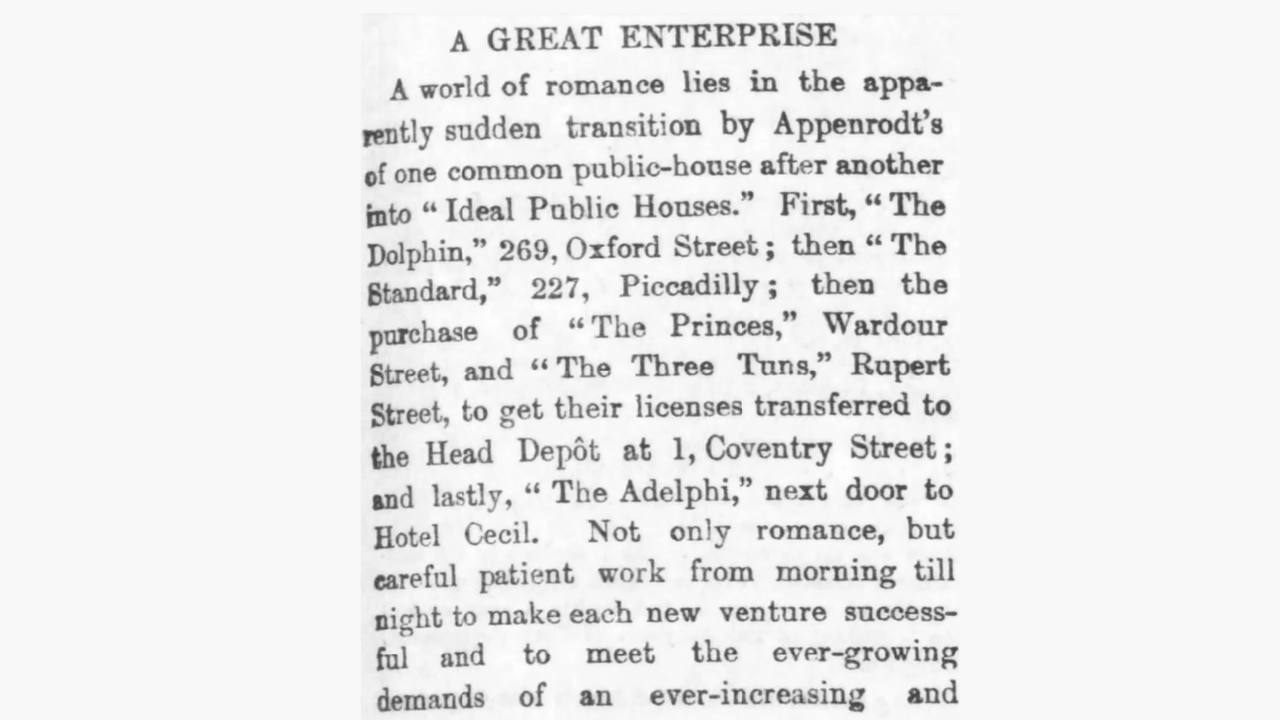 A GREAT ENTERPRISE
A world of romance lies in the appa-
rently sudden transition by Appenrodt's
of one common public-house after another
into “ Ideal Public Houses.” First, “ The
Dolphin,” 269, Oxford Street ; then “ The
Standard,” 227, Piccadilly ; then the
purchase of “ The Princes,” Wardour
Street, and “ The Three Tuns,” Rupert
Street, to get their licenses transferred to
the Head Depôt at 1, Coventry Street ;
and lastly, “ The Adelphi,” next door to
Hotel Cecil. Not only romance, but
careful patient work from morning till
night to make each new venture success-
ful and to meet the ever-growing
demands of an ever-increasing and